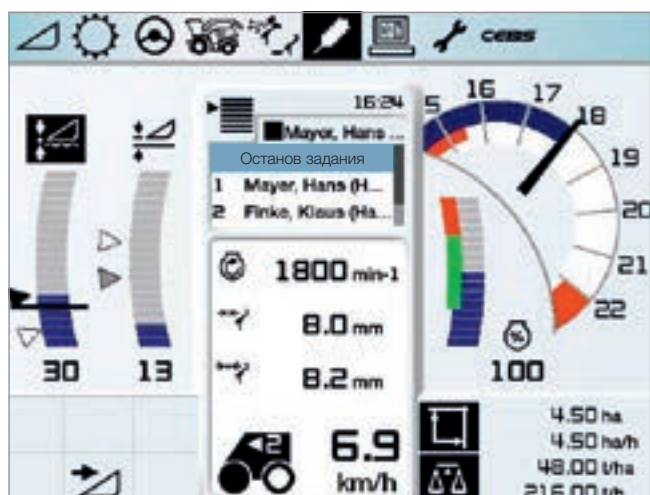 CEBIS
16:24
Mayer, Hans ...
Останов задания
1 Mayer, Hans (H...
2 Finke, Klaus (Ha...
1800 min-1
8.0 mm
8.2 mm
6.9
km/h
30
13
5
16
17
18
19
20
21
22
100
4.50 ha
4.50 ha/h
48.00 t/ha
216.00 t/h
2